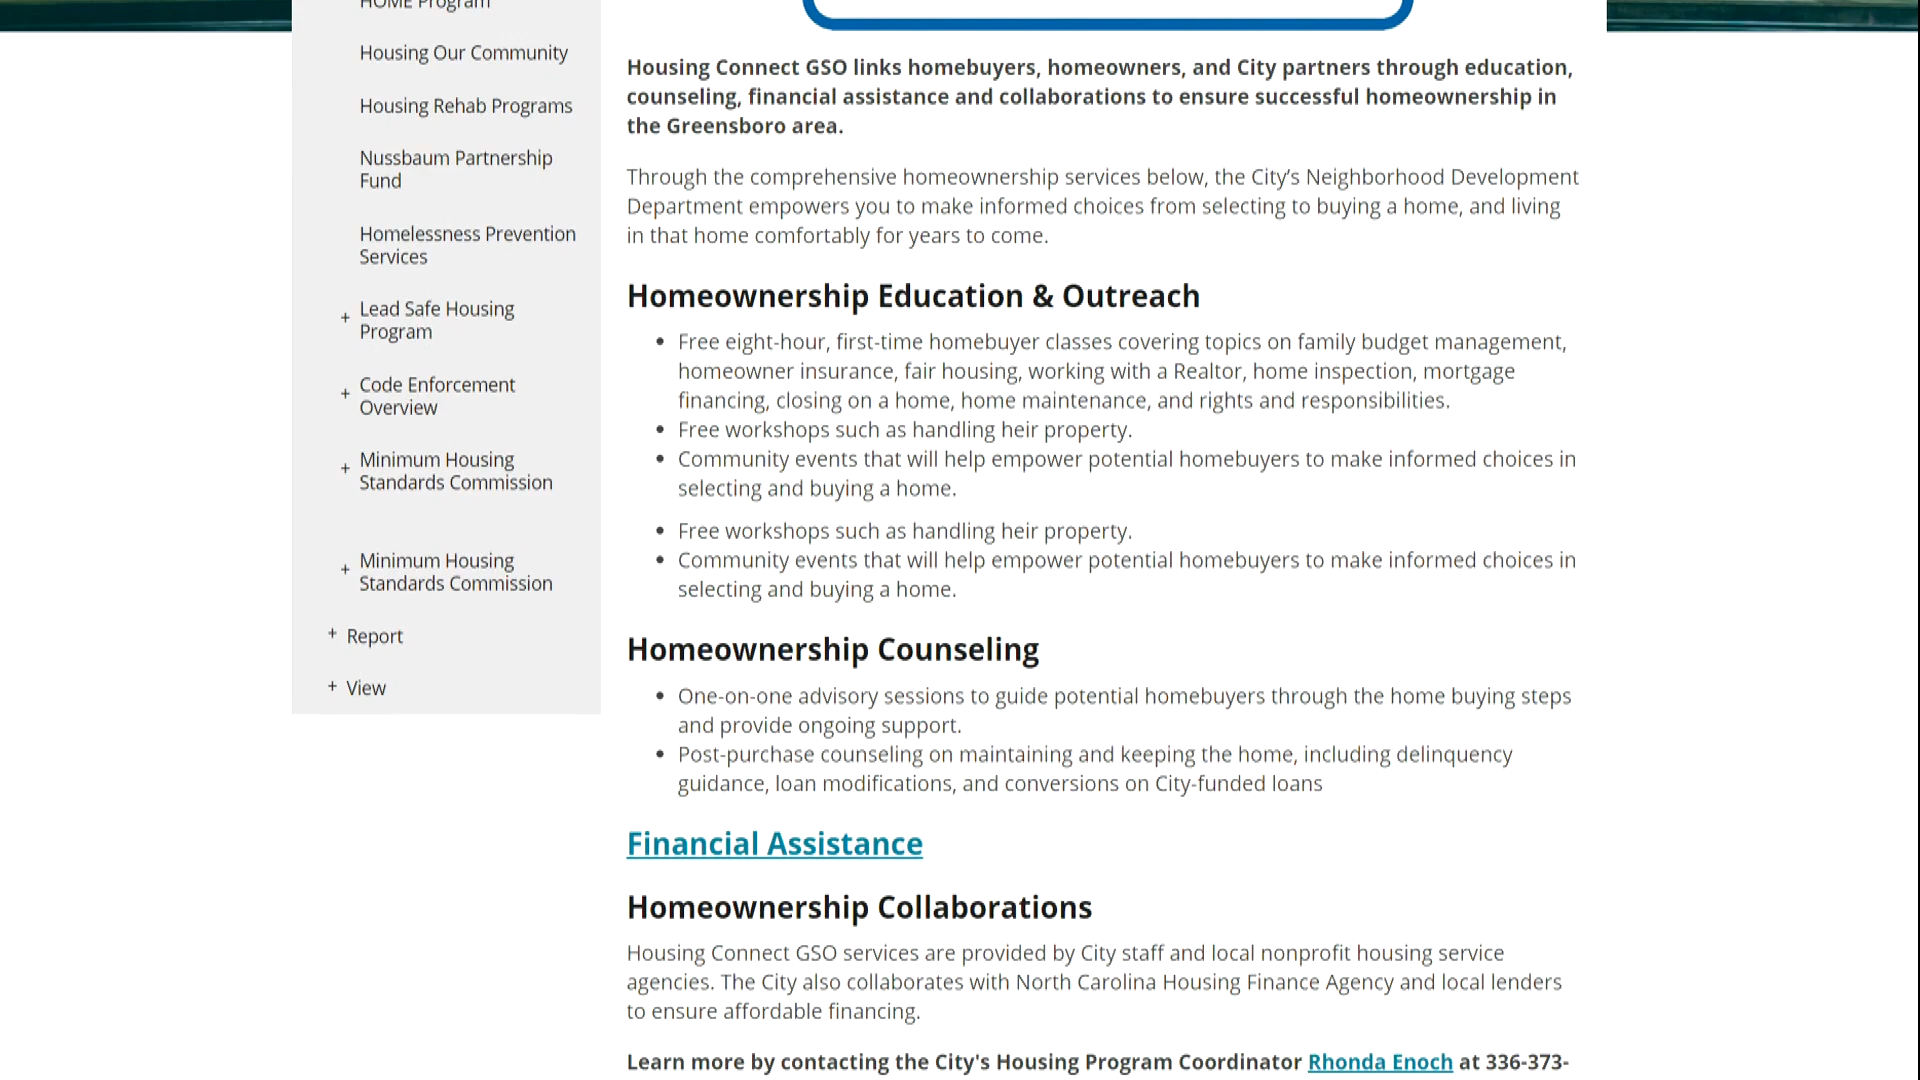 HOME Program
Housing Our Community
Housing Rehab Programs
Nussbaum Partnership
Fund
Homelessness Prevention
Services
+ Lead Safe Housing
Program
+ Code Enforcement
Overview
+ Minimum Housing
Standards Commission
+ Minimum Housing
Standards Commission
+ Report
+ View
Housing Connect GSO links homebuyers, homeowners, and City partners through education,
counseling, financial assistance and collaborations to ensure successful homeownership in
the Greensboro area.
Through the comprehensive homeownership services below, the City’s Neighborhood Development
Department empowers you to make informed choices from selecting to buying a home, and living
in that home comfortably for years to come.
Homeownership Education & Outreach
• Free eight-hour, first-time homebuyer classes covering topics on family budget management,
homeowner insurance, fair housing, working with a Realtor, home inspection, mortgage
financing, closing on a home, home maintenance, and rights and responsibilities.
• Free workshops such as handling heir property.
• Community events that will help empower potential homebuyers to make informed choices in
selecting and buying a home.
• Free workshops such as handling heir property.
• Community events that will help empower potential homebuyers to make informed choices in
selecting and buying a home.
Homeownership Counseling
• One-on-one advisory sessions to guide potential homebuyers through the home buying steps
and provide ongoing support.
• Post-purchase counseling on maintaining and keeping the home, including delinquency
guidance, loan modifications, and conversions on City-funded loans
Financial Assistance
Homeownership Collaborations
Housing Connect GSO services are provided by City staff and local nonprofit housing service
agencies. The City also collaborates with North Carolina Housing Finance Agency and local lenders
to ensure affordable financing.
Learn more by contacting the City's Housing Program Coordinator Rhonda Enoch at 336-373-